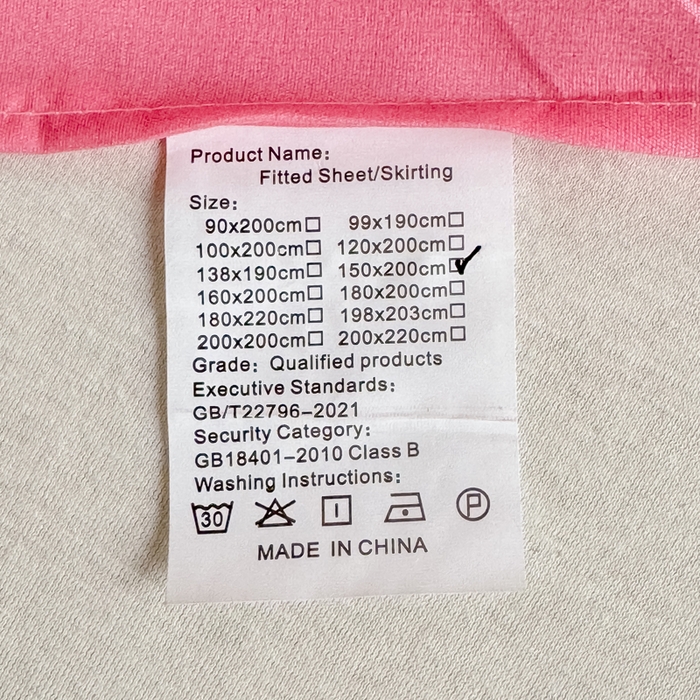 Product Name:
Fitted Sheet/Skirting
Size:
90x200cm□ 99x190cm□
100x200cm□ 120x200cm□
138x190cm□ 150x200cm☑
160x200cm□ 180x200cm□
180x220cm□ 198x203cm□
200x200cm□ 200x220cm□
Grade: Qualified products
Executive Standards:
GB/T22796-2021
Security Category:
GB18401-2010 Class B
Washing Instructions:
30 P
MADE IN CHINA